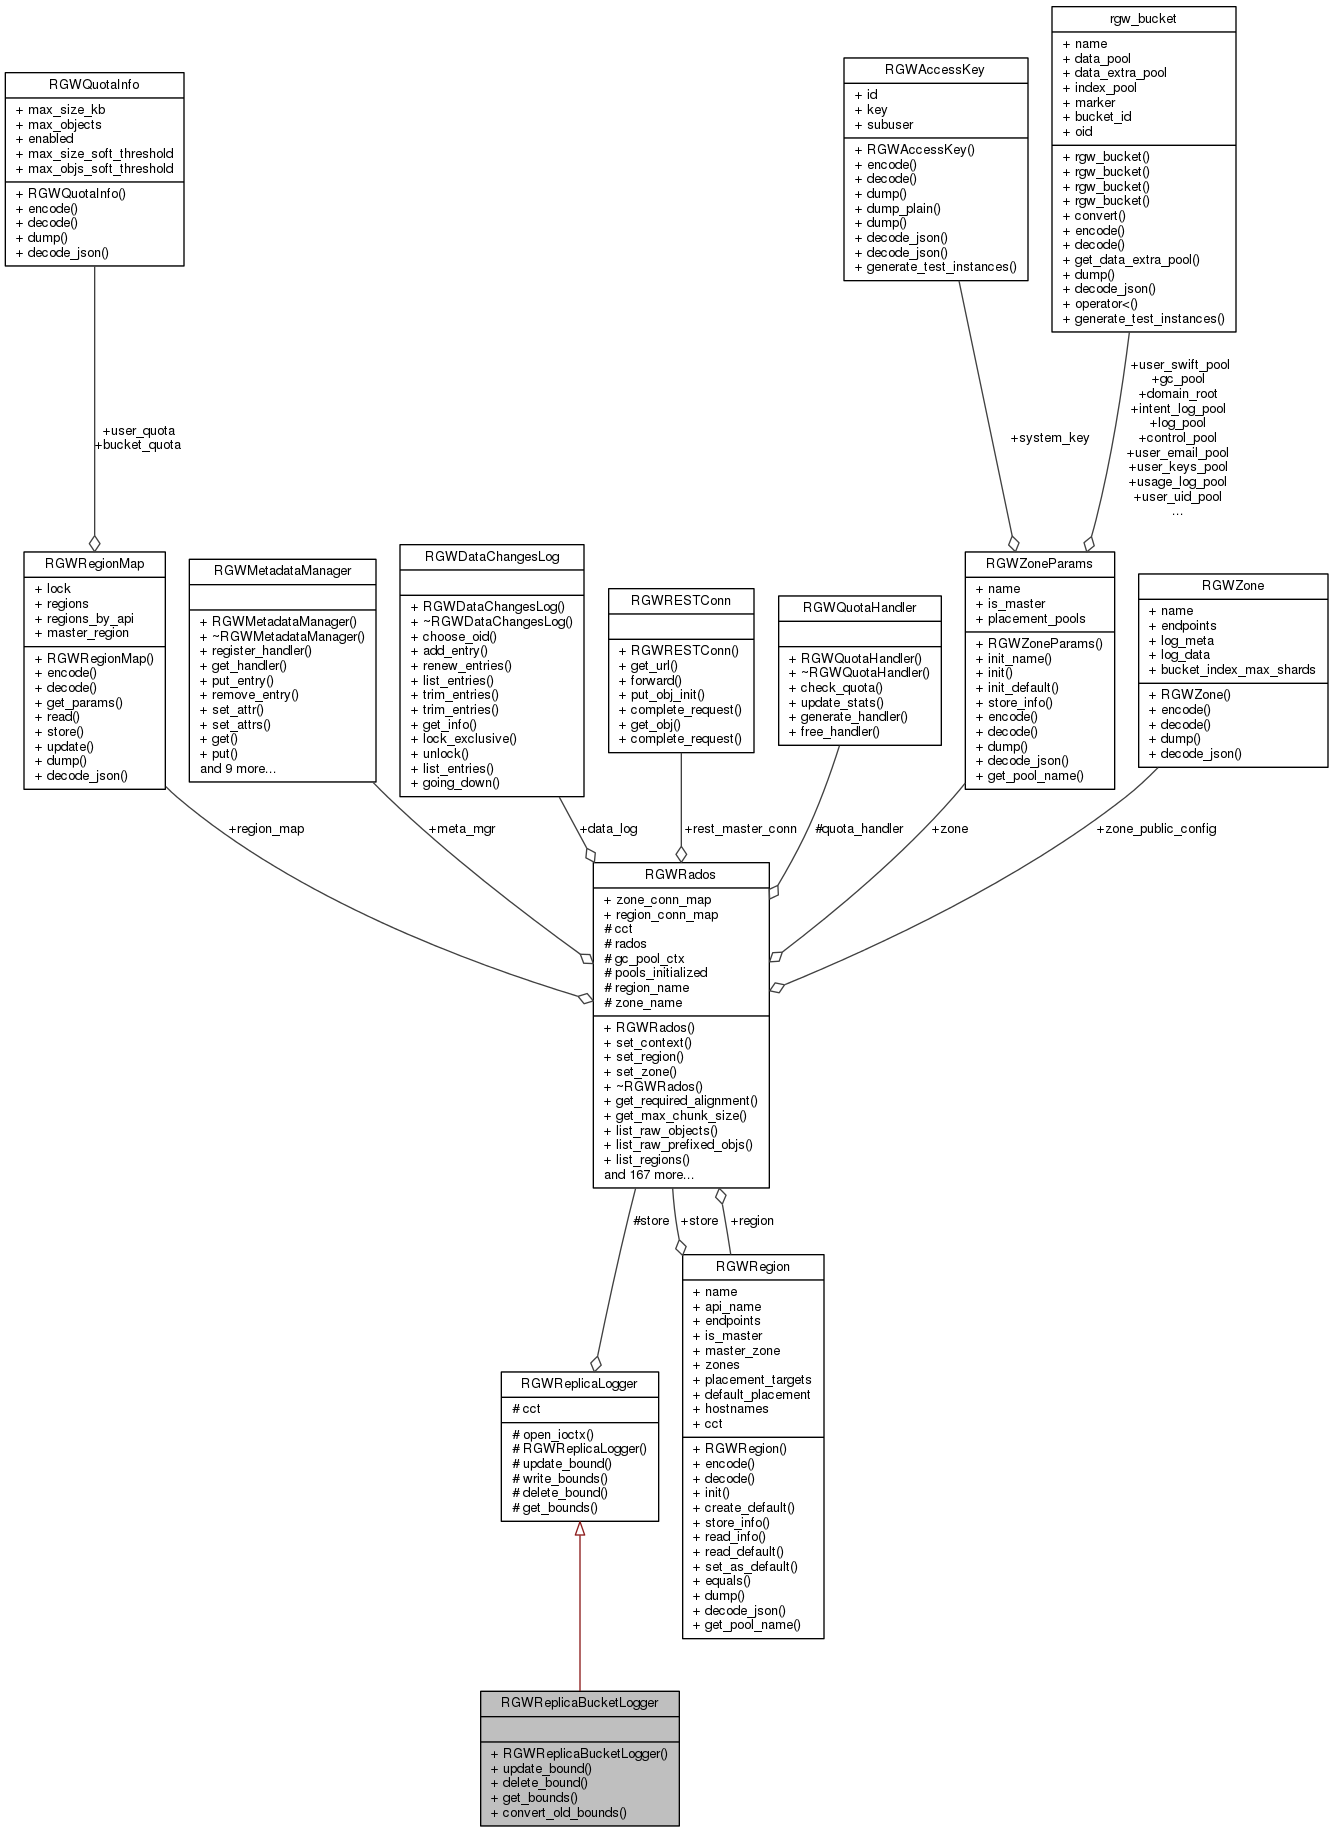 rgw_bucket
+ name
+ data_pool
+ data_extra_pool
+ index_pool
+ marker
+ bucket_id
+ oid
+ rgw_bucket()
+ rgw_bucket()
+ rgw_bucket()
+ rgw_bucket()
+ convert()
+ encode()
+ decode()
+ get_data_extra_pool()
+ dump()
+ decode_json()
+ operator<()
+ generate_test_instances()
RGWAccessKey
+ id
+ key
+ subuser
+ RGWAccessKey()
+ encode()
+ decode()
+ dump()
+ dump_plain()
+ dump()
+ decode_json()
+ decode_json()
+ generate_test_instances()
RGWQuotaInfo
+ max_size_kb
+ max_objects
+ enabled
+ max_size_soft_threshold
+ max_objs_soft_threshold
+ RGWQuotaInfo()
+ encode()
+ decode()
+ dump()
+ decode_json()
+user_quota
+bucket_quota
+system_key
+user_swift_pool
+gc_pool
+domain_root
+intent_log_pool
+log_pool
+control_pool
+user_email_pool
+user_keys_pool
+usage_log_pool
+user_uid_pool
...
RGWRegionMap
+ lock
+ regions
+ regions_by_api
+ master_region
+ RGWRegionMap()
+ encode()
+ decode()
+ get_params()
+ read()
+ store()
+ update()
+ dump()
+ decode_json()
RGWMetadataManager
+ RGWMetadataManager()
+ ~RGWMetadataManager()
+ register_handler()
+ get_handler()
+ put_entry()
+ remove_entry()
+ set_attr()
+ set_attrs()
+ get()
+ put()
and 9 more...
RGWDataChangesLog
+ RGWDataChangesLog()
+ ~RGWDataChangesLog()
+ choose_oid()
+ add_entry()
+ renew_entries()
+ list_entries()
+ trim_entries()
+ trim_entries()
+ get_info()
+ lock_exclusive()
+ unlock()
+ list_entries()
+ going_down()
RGWRESTConn
+ RGWRESTConn()
+ get_url()
+ forward()
+ put_obj_init()
+ complete_request()
+ get_obj()
+ complete_request()
RGWQuotaHandler
+ RGWQuotaHandler()
+ ~RGWQuotaHandler()
+ check_quota()
+ update_stats()
+ generate_handler()
+ free_handler()
RGWZoneParams
+ name
+ is_master
+ placement_pools
+ RGWZoneParams()
+ init_name()
+ init()
+ init_default()
+ store_info()
+ encode()
+ decode()
+ dump()
+ decode_json()
+ get_pool_name()
RGWZone
+ name
+ endpoints
+ log_meta
+ log_data
+ bucket_index_max_shards
+ RGWZone()
+ encode()
+ decode()
+ dump()
+ decode_json()
+region_map
+meta_mgr
+data_log
+rest_master_conn
#quota_handler
+zone
+zone_public_config
RGWRados
+ zone_conn_map
+ region_conn_map
# cct
# rados
# gc_pool_ctx
# pools_initialized
# region_name
# zone_name
+ RGWRados()
+ set_context()
+ set_region()
+ set_zone()
+ ~RGWRados()
+ get_required_alignment()
+ get_max_chunk_size()
+ list_raw_objects()
+ list_raw_prefixed_objs()
+ list_regions()
and 167 more...
#store
+store
+region
RGWRegion
+ name
+ api_name
+ endpoints
+ is_master
+ master_zone
+ zones
+ placement_targets
+ default_placement
+ hostnames
+ cct
+ RGWRegion()
+ encode()
+ decode()
+ init()
+ create_default()
+ store_info()
+ read_info()
+ read_default()
+ set_as_default()
+ equals()
+ dump()
+ decode_json()
+ get_pool_name()
RGWReplicaLogger
# cct
# open_ioctx()
# RGWReplicaLogger()
# update_bound()
# write_bounds()
# delete_bound()
# get_bounds()
RGWReplicaBucketLogger
+ RGWReplicaBucketLogger()
+ update_bound()
+ delete_bound()
+ get_bounds()
+ convert_old_bounds()